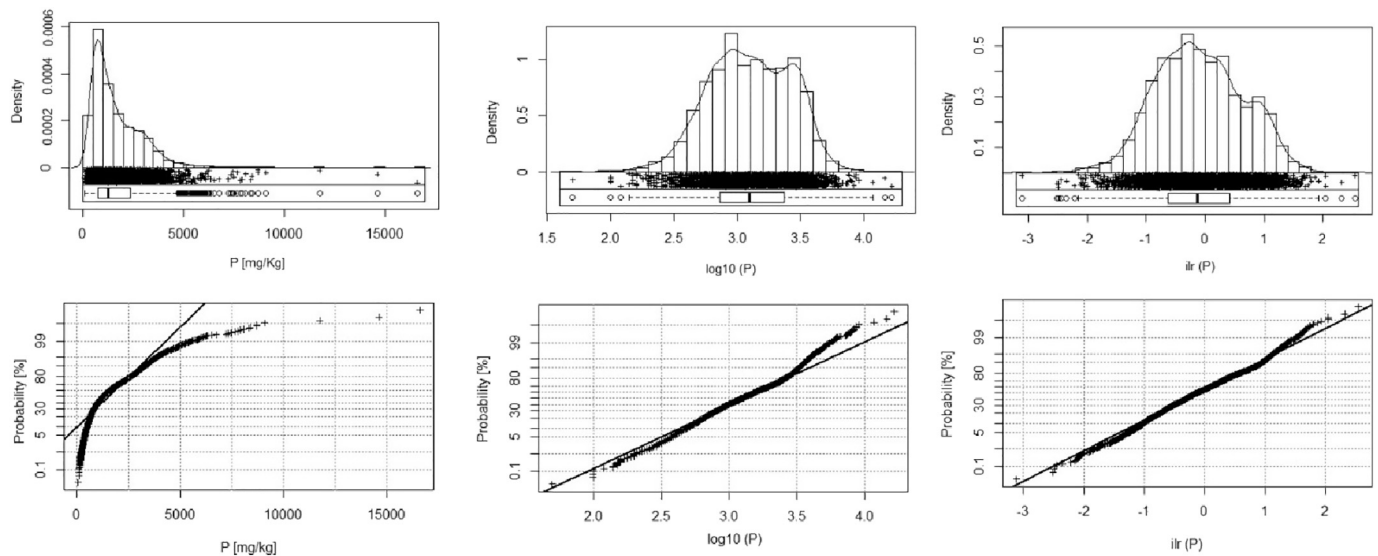 Density
0 0.0002 0.0004 0.0006
0 5000 10000 15000
P [mg/Kg]
Density
0 0.5 1
1.5 2.0 2.5 3.0 3.5 4.0
log10 (P)
Density
0.1 0.3 0.5
-3 -2 -1 0 1 2
ilr (P)
Probability [%]
0.1 5 30 80 99
0 5000 10000 15000
P [mg/kg]
Probability [%]
0.1 5 30 80 99
2.0 2.5 3.0 3.5 4.0
log10 (P)
Probability [%]
0.1 5 30 80 99
-3 -2 -1 0 1 2
ilr (P)